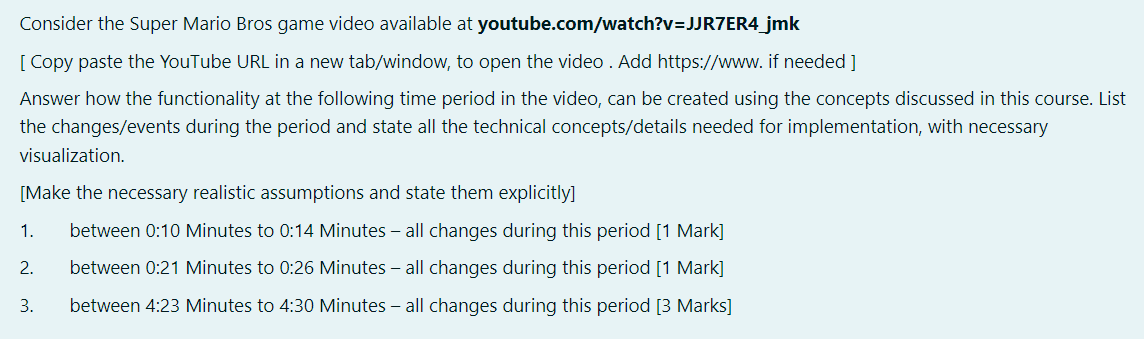 Consider the Super Mario Bros game video available at youtube.com/watch?v=JJR7ER4_jmk
[ Copy paste the YouTube URL in a new tab/window, to open the video . Add https://www. if needed ]
Answer how the functionality at the following time period in the video, can be created using the concepts discussed in this course. List
the changes/events during the period and state all the technical concepts/details needed for implementation, with necessary
visualization.
[Make the necessary realistic assumptions and state them explicitly]
1. between 0:10 Minutes to 0:14 Minutes – all changes during this period [1 Mark]
2. between 0:21 Minutes to 0:26 Minutes – all changes during this period [1 Mark]
3. between 4:23 Minutes to 4:30 Minutes – all changes during this period [3 Marks]